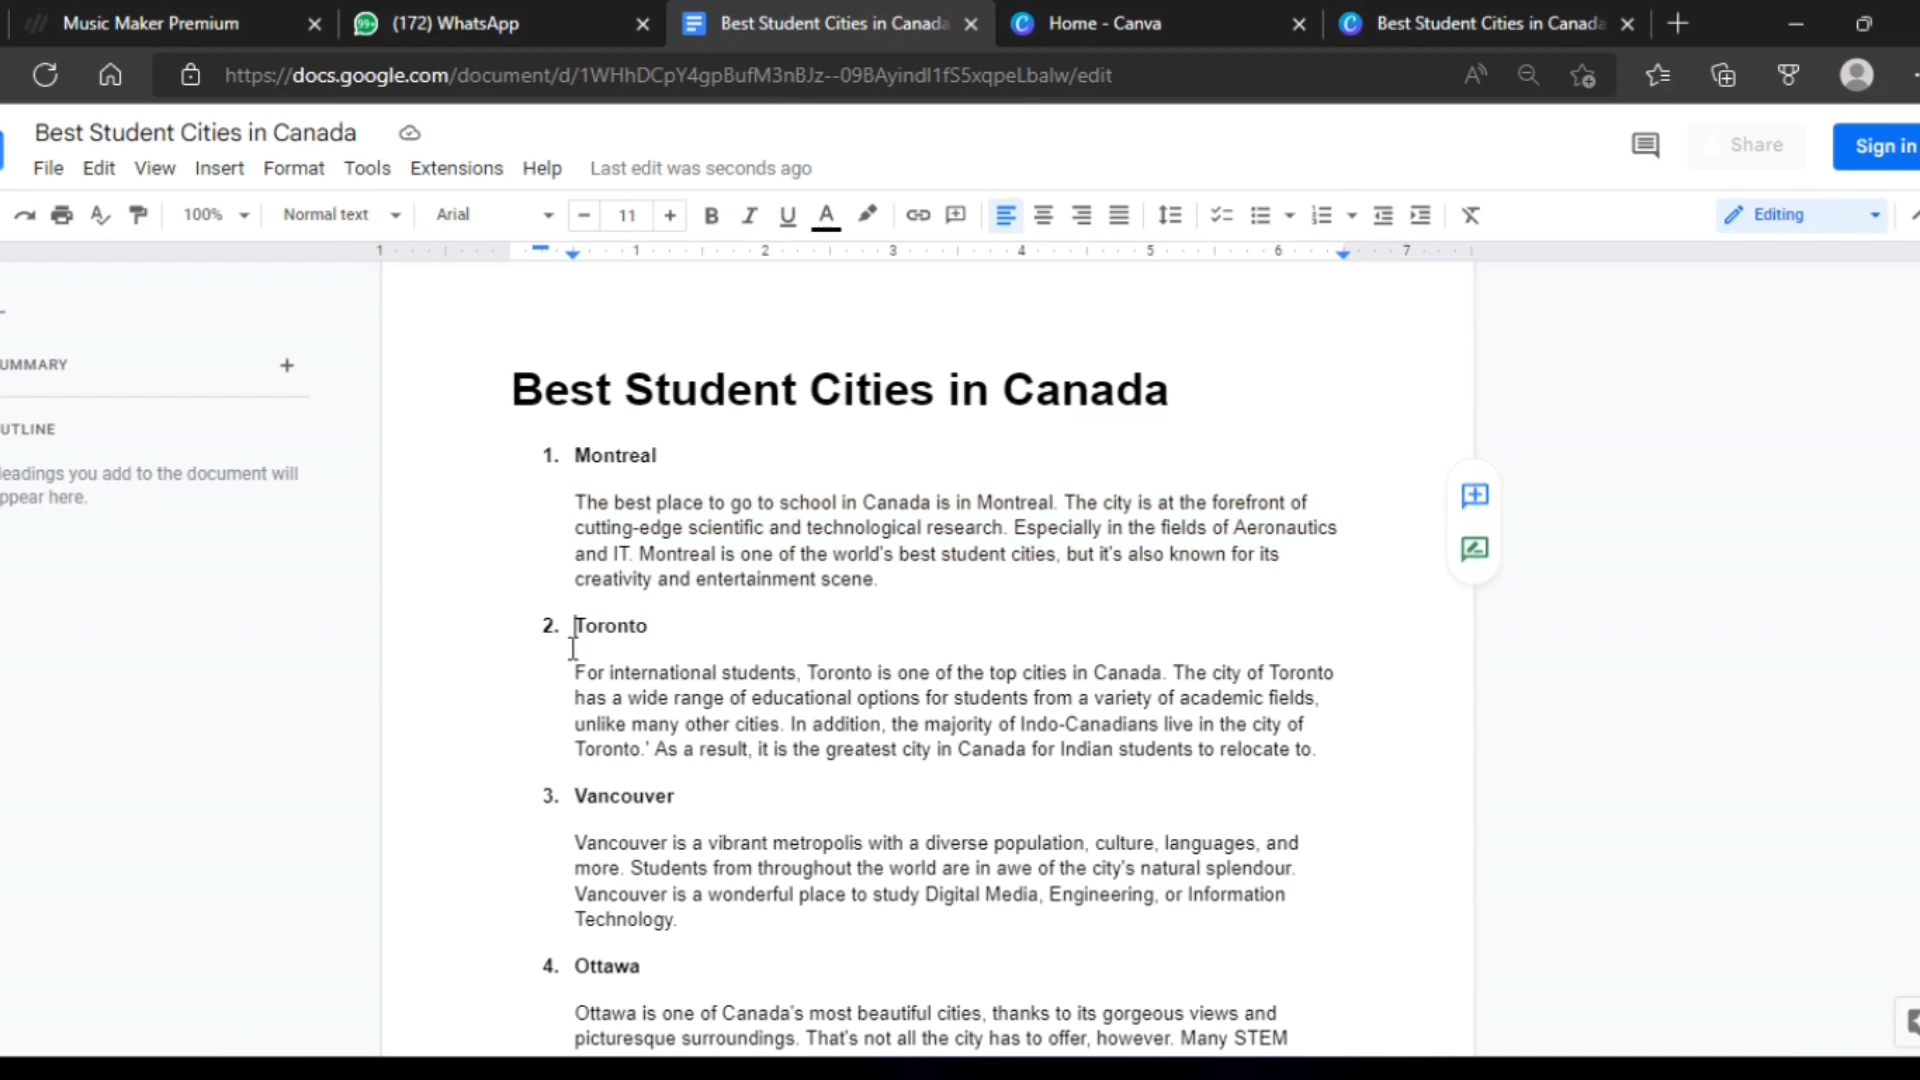 Music Maker Premium
(172) WhatsApp
Best Student Cities in Canada
Home - Canva
Best Student Cities in Canada
https://docs.google.com/document/d/1WHhDCpY4gpBufM3nBJz--09BAyindI1fS5xqpeLbalw/edit
Best Student Cities in Canada
Share
Sign in
File Edit View Insert Format Tools Extensions Help Last edit was seconds ago
100% Normal text Arial 11 Editing
1 1 2 3 4 5 6 7
UMMARY
UTLINE
eadings you add to the document will
ppear here.
Best Student Cities in Canada
1. Montreal
The best place to go to school in Canada is in Montreal. The city is at the forefront of
cutting-edge scientific and technological research. Especially in the fields of Aeronautics
and IT. Montreal is one of the world's best student cities, but it's also known for its
creativity and entertainment scene.
2. Toronto
For international students, Toronto is one of the top cities in Canada. The city of Toronto
has a wide range of educational options for students from a variety of academic fields,
unlike many other cities. In addition, the majority of Indo-Canadians live in the city of
Toronto.' As a result, it is the greatest city in Canada for Indian students to relocate to.
3. Vancouver
Vancouver is a vibrant metropolis with a diverse population, culture, languages, and
more. Students from throughout the world are in awe of the city's natural splendour.
Vancouver is a wonderful place to study Digital Media, Engineering, or Information
Technology.
4. Ottawa
Ottawa is one of Canada's most beautiful cities, thanks to its gorgeous views and
picturesque surroundings. That's not all the city has to offer, however. Many STEM